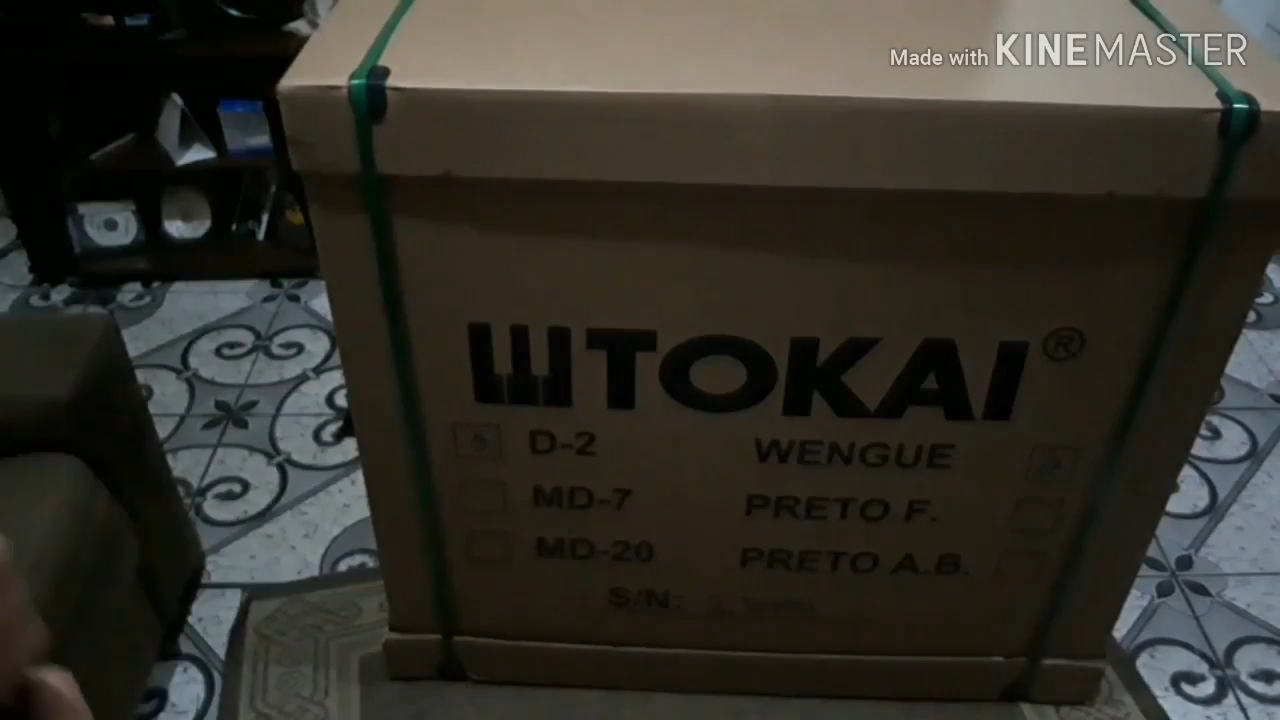 Made with KINEMASTER
TOKAI®
D-2 WENGUE
MD-7 PRETO F.
MD-20 PRETO A.B.
S/N: